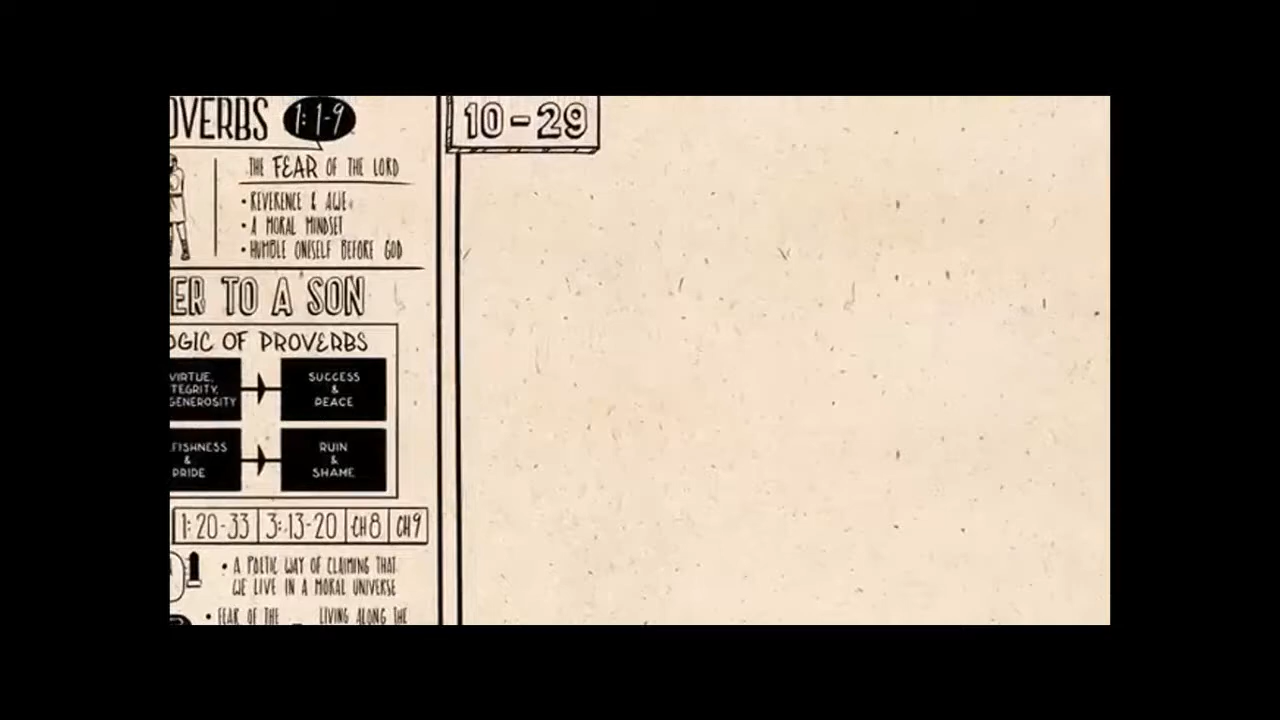 OVERBS 1:1-9
THE FEAR OF THE LORD
• REVERENCE & AWE
• A MORAL MINDSET
• HUMBLE ONESELF BEFORE GOD
ER TO A SON
OGIC OF PROVERBS
VIRTUE,
TEGRITY,
GENEROSITY
SUCCESS
&
PEACE
FISHNESS
&
PRIDE
RUIN
&
SHAME
1:20-33 3:13-20 CH8 CH9
• A POETIC WAY OF CLAIMING THAT
WE LIVE IN A MORAL UNIVERSE
• FEAR OF THE LIVING ALONG THE
10-29